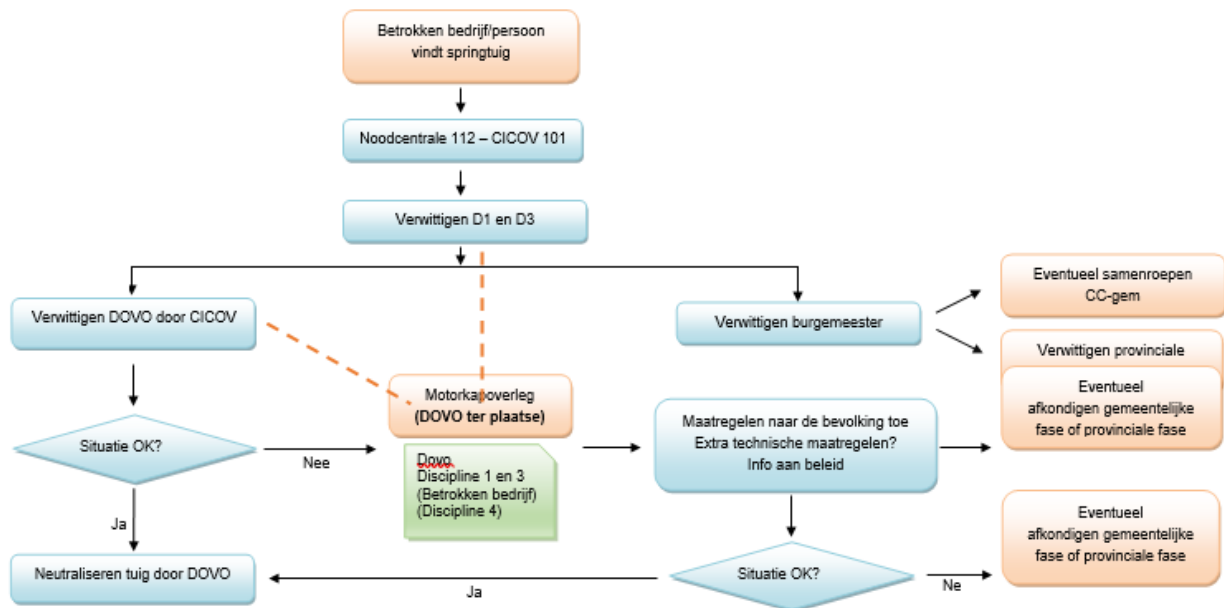 Betrokken bedrijf/persoon
vindt springtuig
Noodcentrale 112 – CICOV 101
Verwittigen D1 en D3
Verwittigen DOVO door CICOV
Verwittigen burgemeester
Eventueel samenroepen
CC-gem
Verwittigen provinciale
Eventueel
afkondigen gemeentelijke
fase of provinciale fase
Motorkapoverleg
(DOVO ter plaatse)
Dovo
Discipline 1 en 3
(Betrokken bedrijf)
(Discipline 4)
Maatregelen naar de bevolking toe
Extra technische maatregelen?
Info aan beleid
Situatie OK?
Nee
Ja
Neutraliseren tuig door DOVO
Ja
Situatie OK?
Ne
Eventueel
afkondigen gemeentelijke
fase of provinciale fase